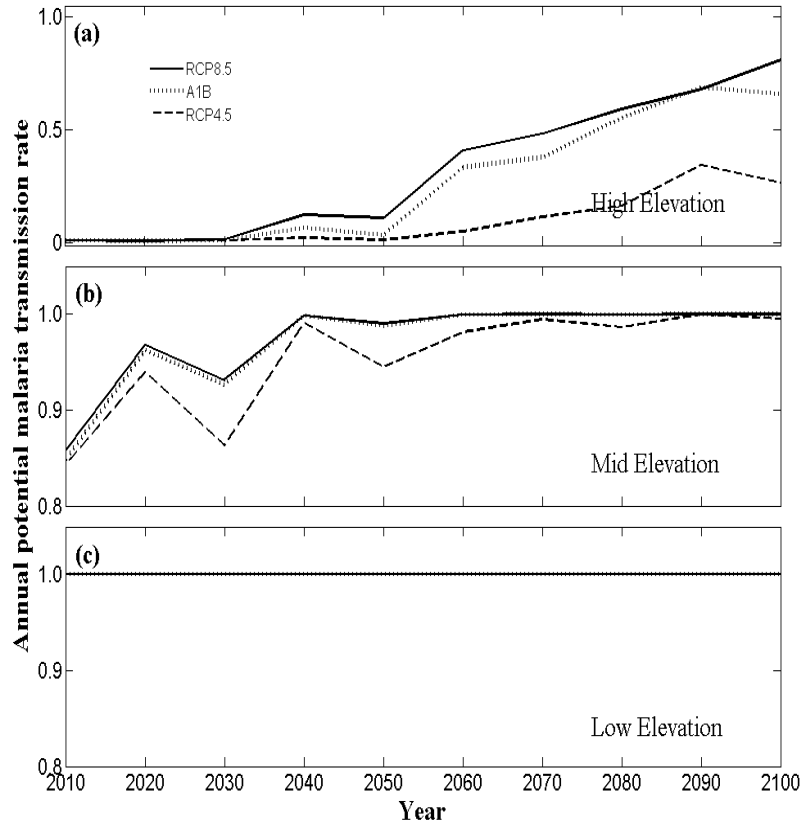 Annual potential malaria transmission rate
(a)
1.0
0.5
0
RCP8.5
A1B
RCP4.5
High Elevation
(b)
1.0
0.9
0.8
Mid Elevation
(c)
1.0
0.9
0.8
Low Elevation
2010 2020 2030 2040 2050 2060 2070 2080 2090 2100
Year